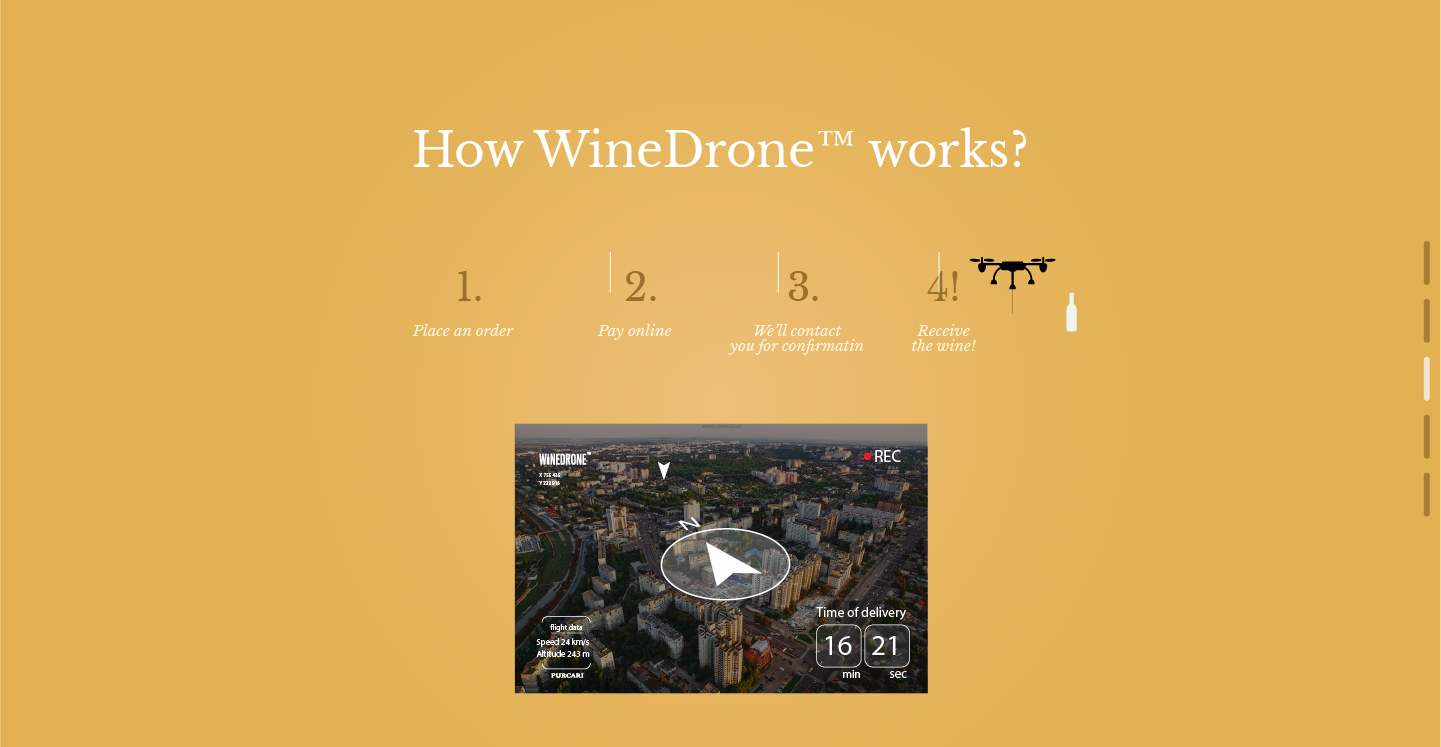 How WineDrone™ works?
1.
2.
3.
4!
Place an order
Pay online
We’ll contact
you for confirmatin
Receive
the wine!
WINEDRONE™
REC
N
Time of delivery
16 21
min sec
flight data
Speed 24 km/s
Altitude 243 m
PURCARI